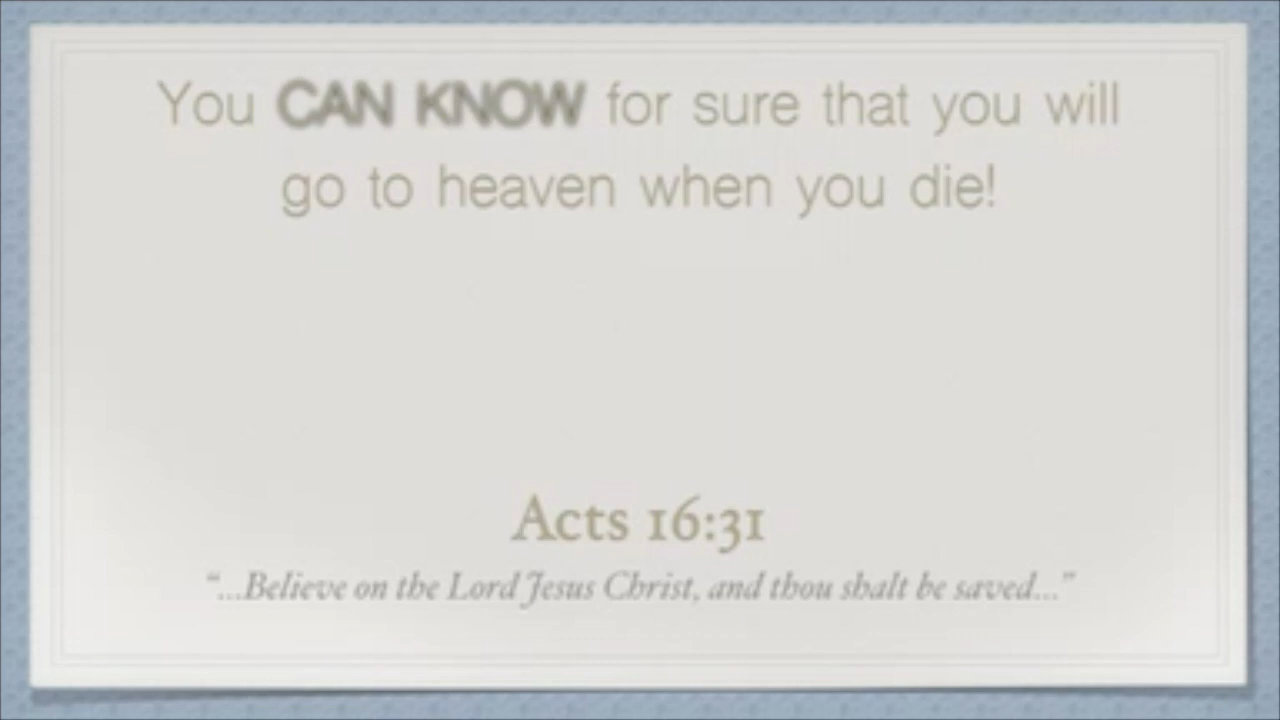 You CAN KNOW for sure that you will
go to heaven when you die!
Acts 16:31
“...Believe on the Lord Jesus Christ, and thou shalt be saved...”